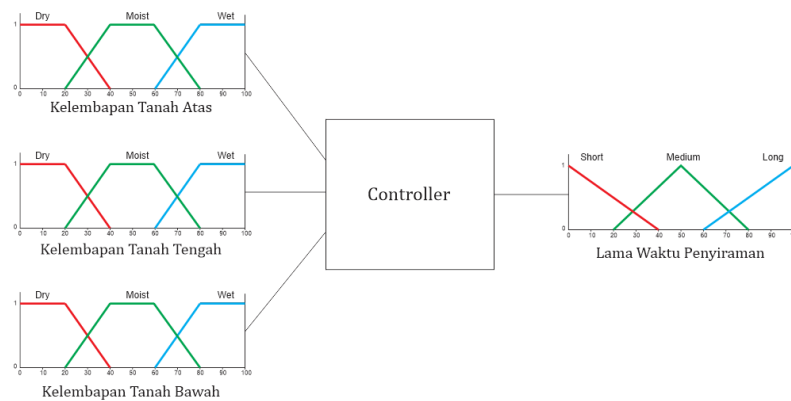 Dry Moist Wet
1
0
0 10 20 30 40 50 60 70 80 90 100
Kelembapan Tanah Atas
Dry Moist Wet
1
0
0 10 20 30 40 50 60 70 80 90 100
Kelembapan Tanah Tengah
Dry Moist Wet
1
0
0 10 20 30 40 50 60 70 80 90 100
Kelembapan Tanah Bawah
Controller
Short Medium Long
1
0
0 10 20 30 40 50 60 70 80 90
Lama Waktu Penyiraman